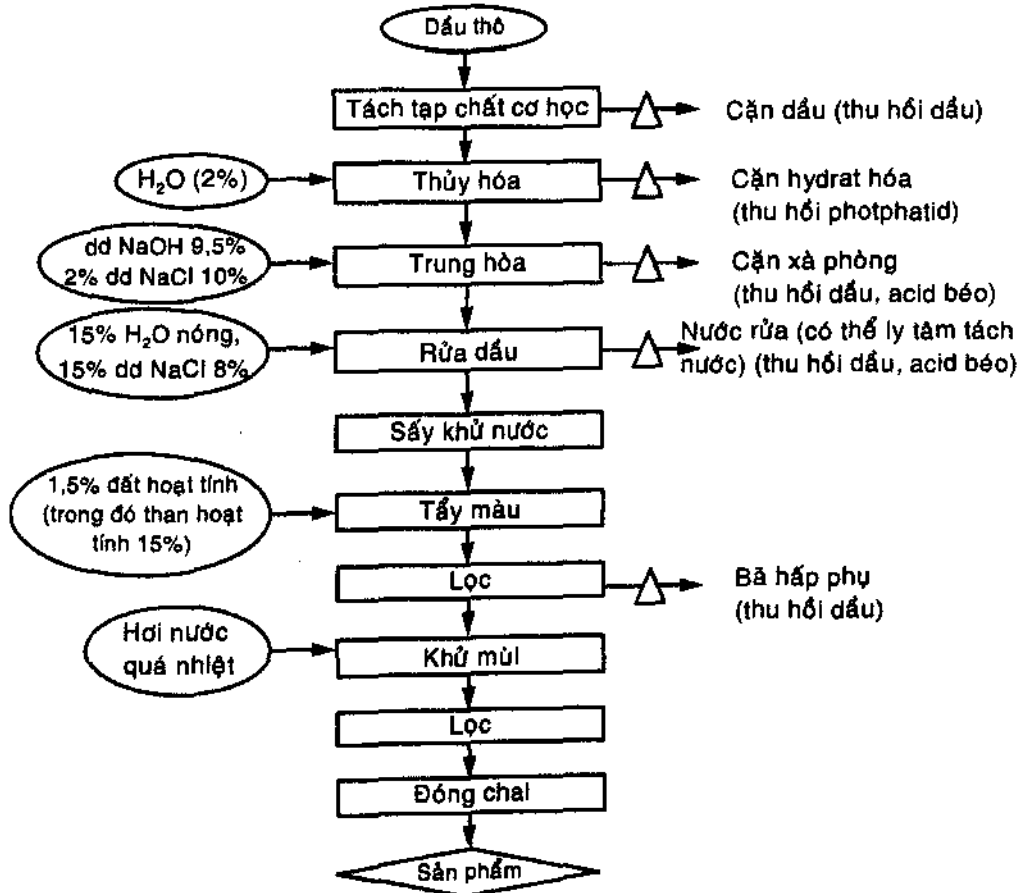 Dầu thô
Tách tạp chất cơ học
Cặn dầu (thu hồi dầu)
H₂O (2%)
Thủy hóa
Cặn hydrat hóa
(thu hồi photphatid)
dd NaOH 9,5%
2% dd NaCl 10%
Trung hòa
Cặn xà phòng
(thu hồi dầu, acid béo)
15% H₂O nóng,
15% dd NaCl 8%
Rửa dầu
Nước rửa (có thể ly tâm tách
nước) (thu hồi dầu, acid béo)
Sấy khử nước
1,5% đất hoạt tính
(trong đó than hoạt
tính 15%)
Tẩy màu
Lọc
Bã hấp phụ
(thu hồi dầu)
Hơi nước
quá nhiệt
Khử mùi
Lọc
Đóng chai
Sản phẩm